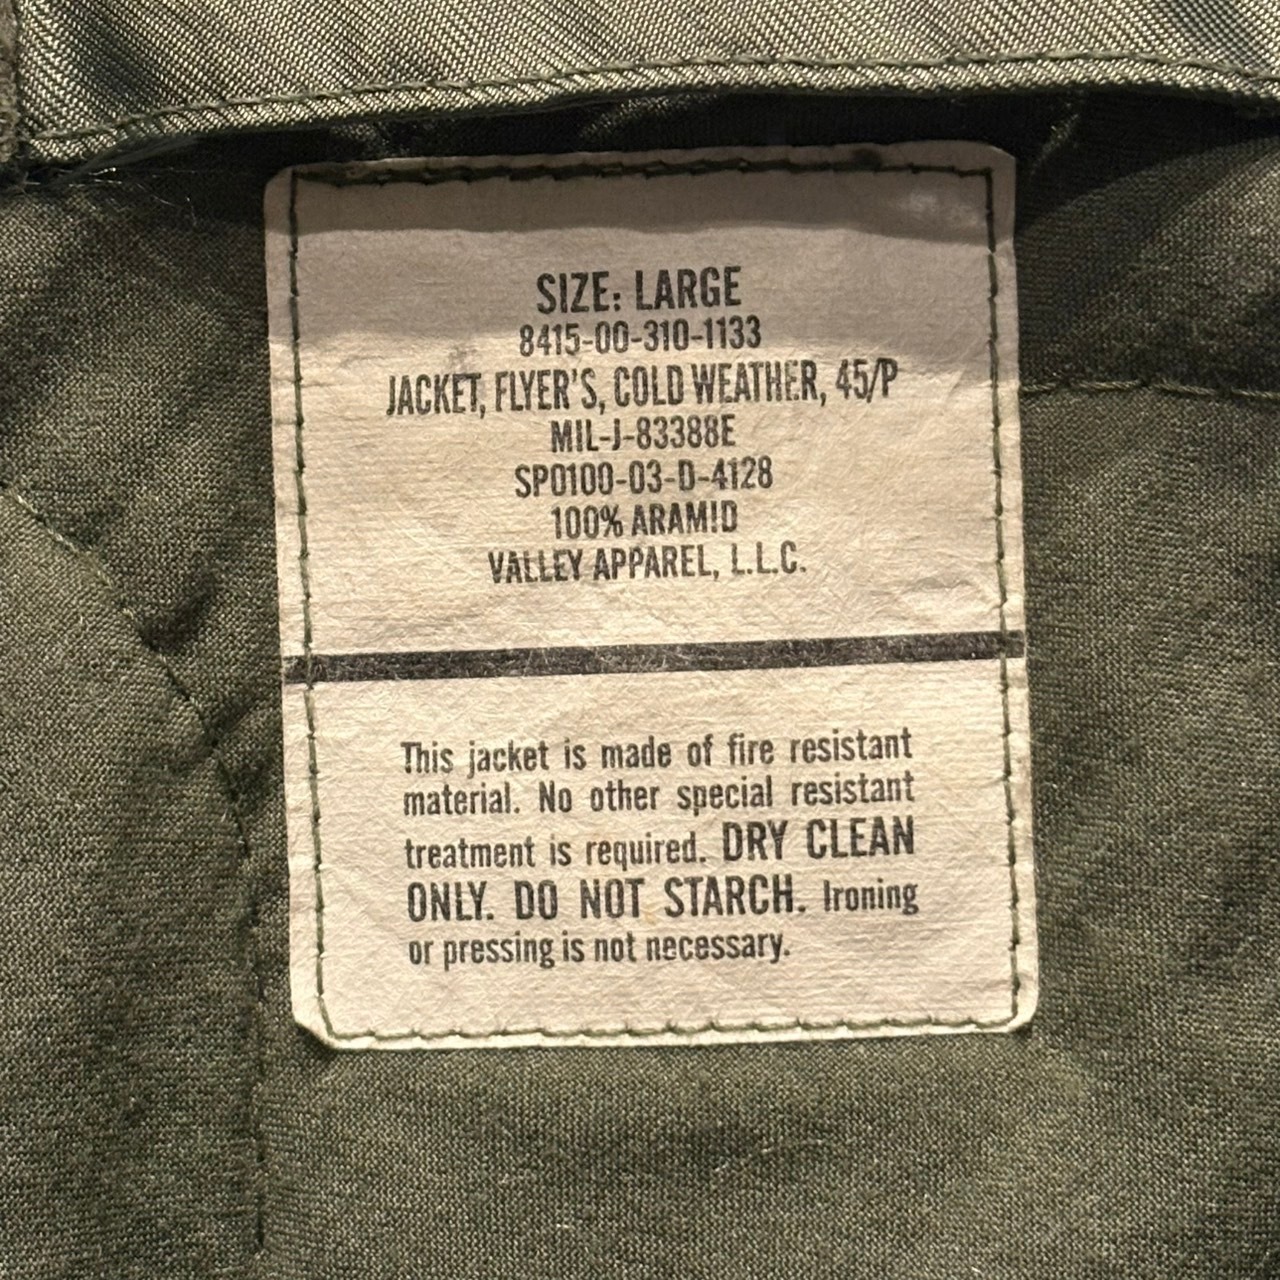 SIZE: LARGE
8415-00-310-1133
JACKET, FLYER'S, COLD WEATHER, 45/P
MIL-J-83388E
SP0100-03-D-4128
100% ARAMID
VALLEY APPAREL, L.L.C.
This jacket is made of fire resistant
material. No other special resistant
treatment is required. DRY CLEAN
ONLY. DO NOT STARCH. Ironing
or pressing is not necessary.